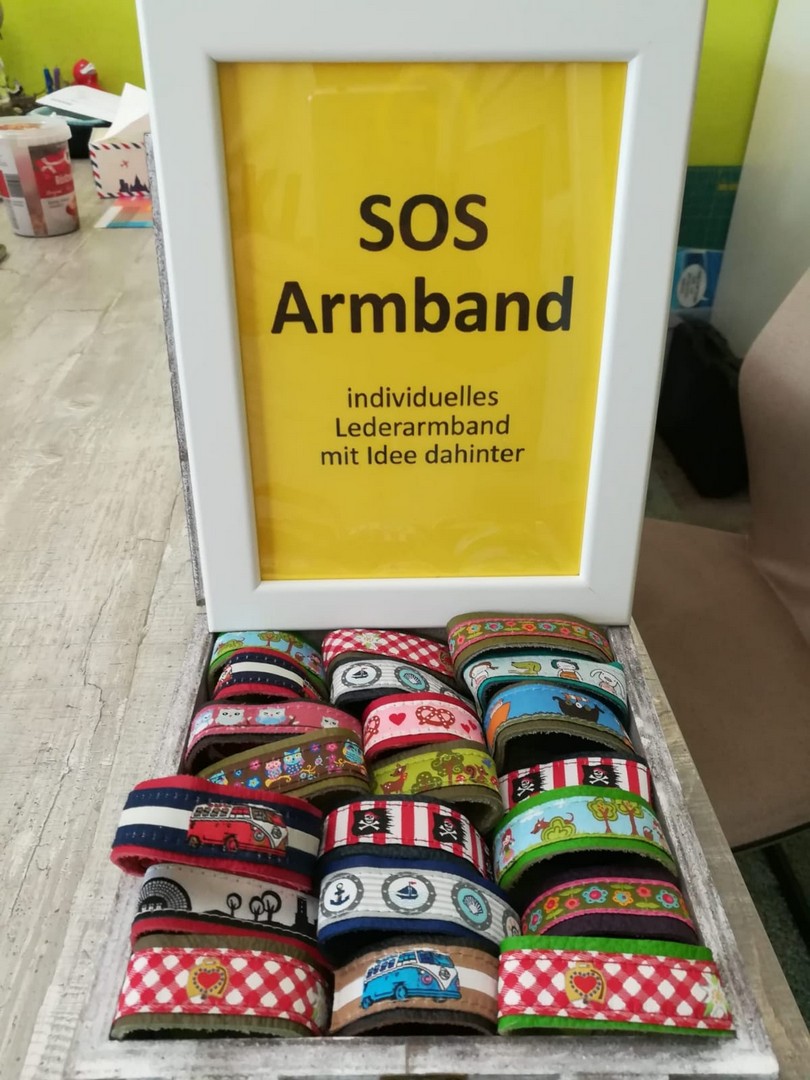 SOS
Armband
individuelles
Lederarmband
mit Idee dahinter